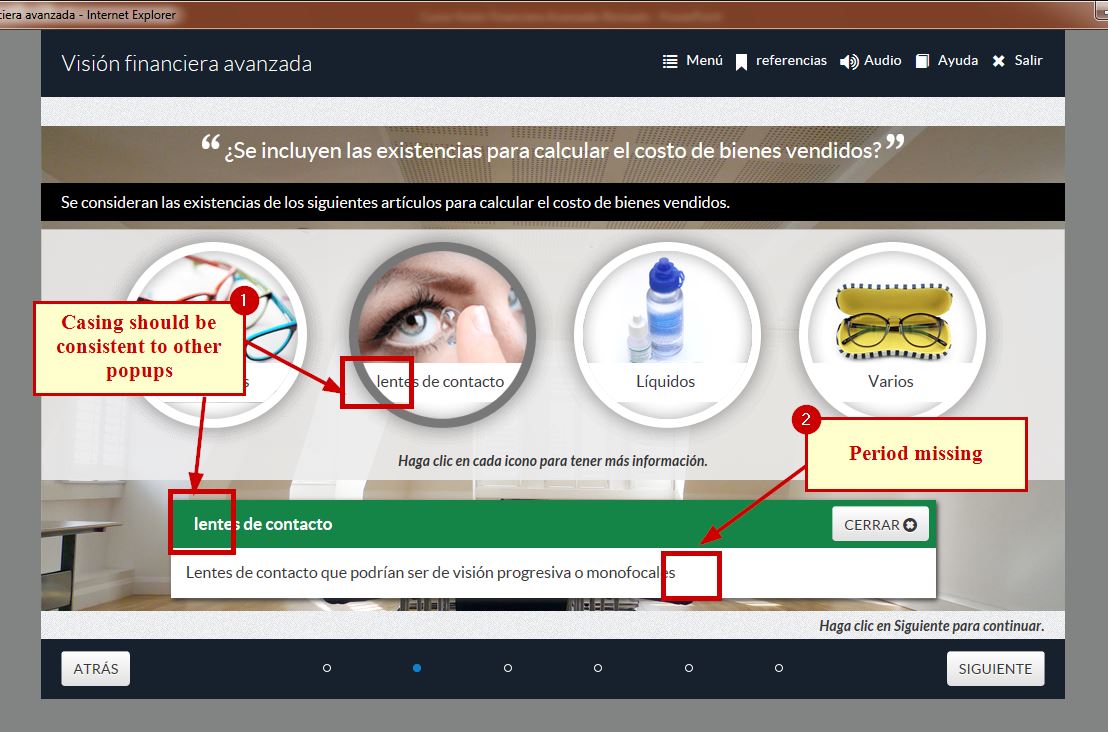 ciera avanzada - Internet Explorer
Visión financiera avanzada
Menú referencias Audio Ayuda Salir
“ ¿Se incluyen las existencias para calcular el costo de bienes vendidos? ”
Se consideran las existencias de los siguientes artículos para calcular el costo de bienes vendidos.
1
Casing should be
consistent to other
popups
lentes de contacto
Líquidos
Varios
2
Period missing
Haga clic en cada icono para tener más información.
lentes de contacto
CERRAR
Lentes de contacto que podrían ser de visión progresiva o monofocales
Haga clic en Siguiente para continuar.
ATRÁS
SIGUIENTE